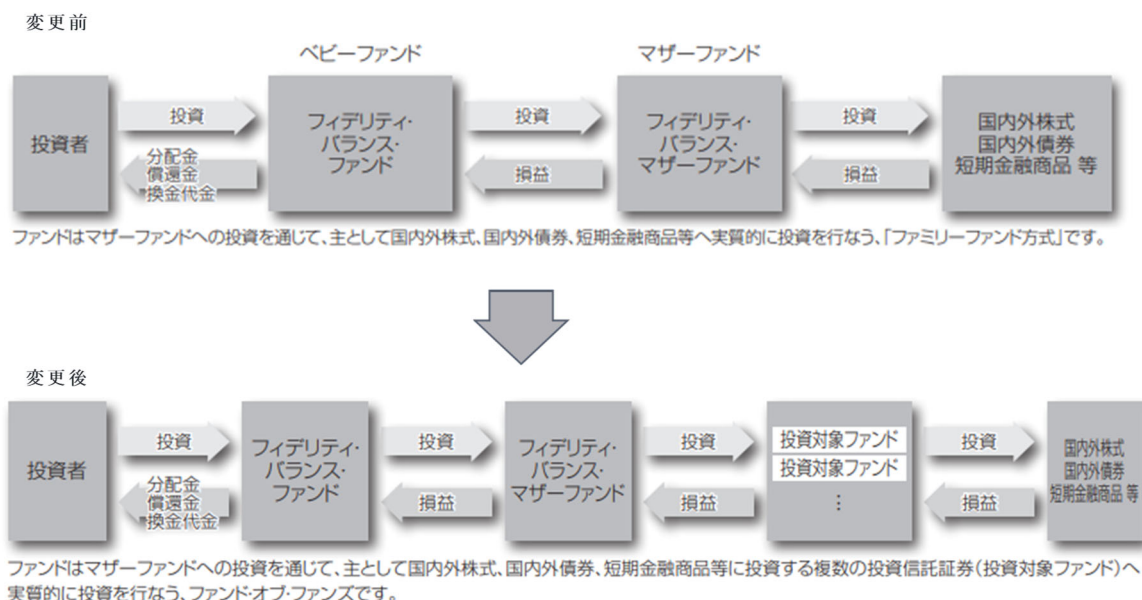 変更前
ベビーファンド
マザーファンド
投資者
投資
分配金
償還金
換金代金
フィデリティ・
バランス・
ファンド
投資
損益
フィデリティ・
バランス・
マザーファンド
投資
損益
国内外株式
国内外債券
短期金融商品 等
ファンドはマザーファンドへの投資を通じて、主として国内外株式、国内外債券、短期金融商品等へ実質的に投資を行なう、「ファミリーファンド方式」です。
変更後
投資者
投資
分配金
償還金
換金代金
フィデリティ・
バランス・
ファンド
投資
損益
フィデリティ・
バランス・
マザーファンド
投資
損益
投資対象ファンド
投資対象ファンド
⋮
投資
損益
国内外株式
国内外債券
短期金融商品 等
ファンドはマザーファンドへの投資を通じて、主として国内外株式、国内外債券、短期金融商品等に投資する複数の投資信託証券(投資対象ファンド)へ
実質的に投資を行なう、ファンド・オブ・ファンズです。